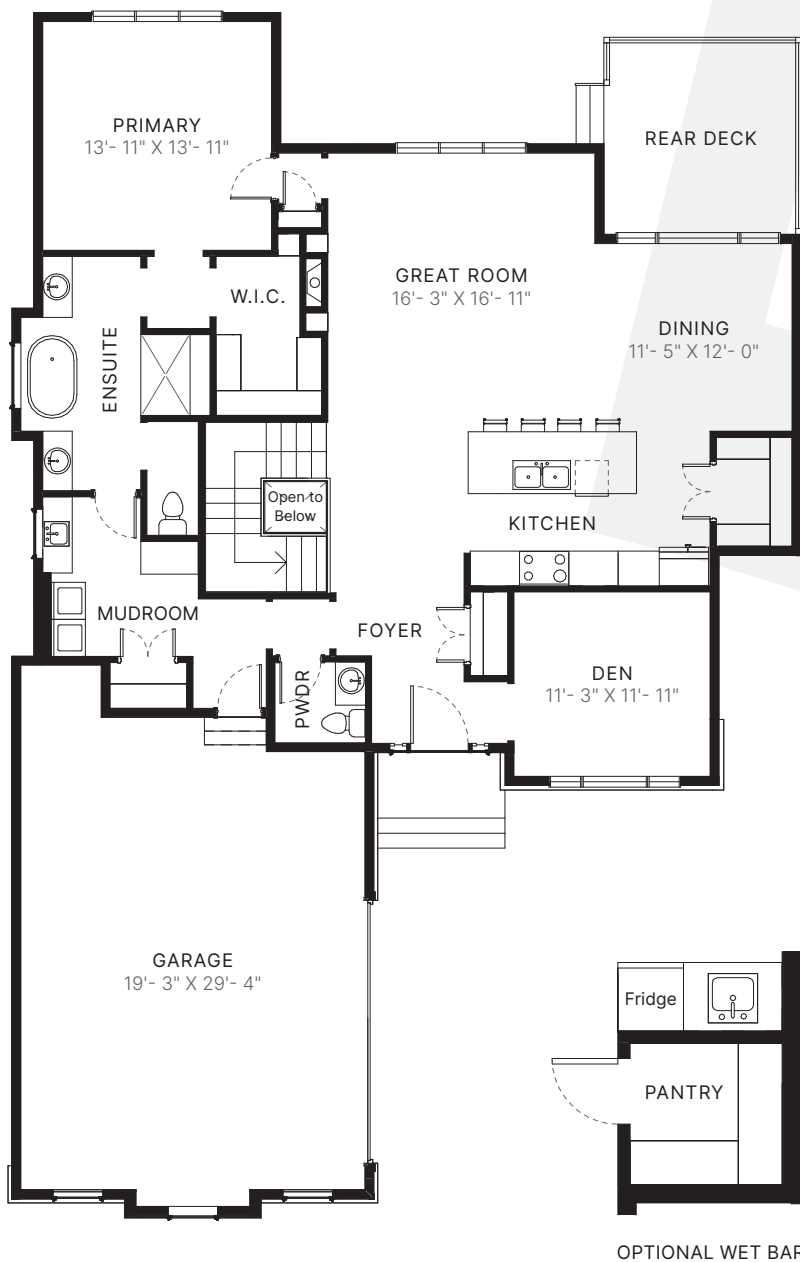 PRIMARY
13'- 11" X 13'- 11"
REAR DECK
GREAT ROOM
16'- 3" X 16'- 11"
W.I.C.
DINING
11'- 5" X 12'- 0"
ENSUITE
Open to
Below
KITCHEN
MUDROOM
FOYER
DEN
11'- 3" X 11'- 11"
PWDR
GARAGE
19'- 3" X 29'- 4"
Fridge
PANTRY
OPTIONAL WET BAR